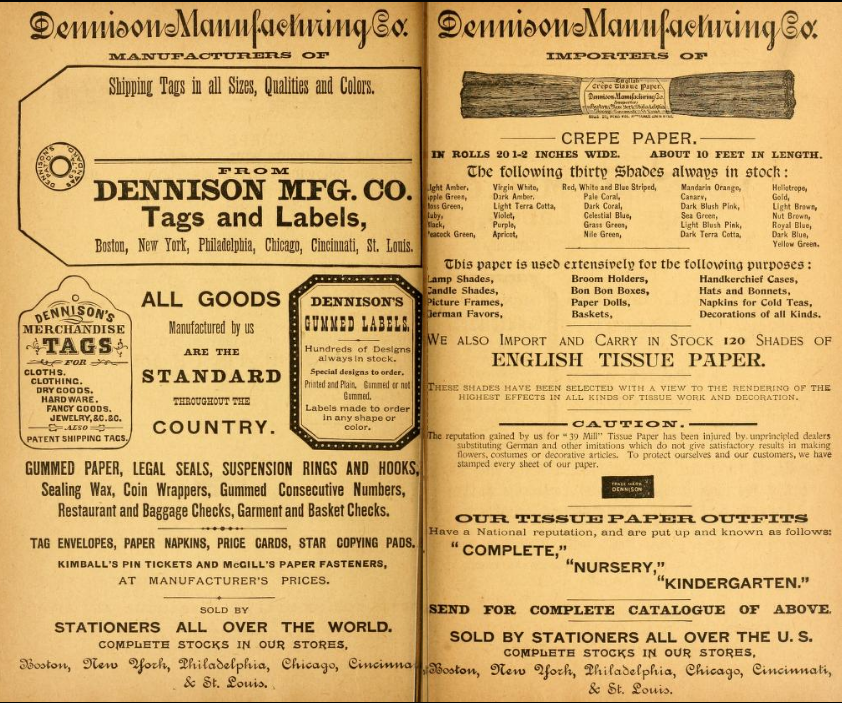 Dennison Manufacturing Co.
MANUFACTURERS OF
Shipping Tags in all Sizes, Qualities and Colors.
FROM
DENNISON MFG. CO.
Tags and Labels,
Boston, New York, Philadelphia, Chicago, Cincinnati, St. Louis.
DENNISON'S
MERCHANDISE
TAGS
FOR
CLOTHS.
CLOTHING.
DRY GOODS.
HARDWARE.
FANCY GOODS.
JEWELRY, &C. &C.
ALSO
PATENT SHIPPING TAGS.
ALL GOODS
Manufactured by us
ARE THE
STANDARD
THROUGHOUT THE
COUNTRY.
DENNISON'S
GUMMED LABELS.
Hundreds of Designs
always in stock.
Special designs to order.
Printed and Plain, Gummed or not
Gummed.
Labels made to order
in any shape or
color.
GUMMED PAPER, LEGAL SEALS, SUSPENSION RINGS AND HOOKS,
Sealing Wax, Coin Wrappers, Gummed Consecutive Numbers,
Restaurant and Baggage Checks, Garment and Basket Checks.
TAG ENVELOPES, PAPER NAPKINS, PRICE CARDS, STAR COPYING PADS.
KIMBALL'S PIN TICKETS AND McGILL'S PAPER FASTENERS,
AT MANUFACTURER'S PRICES.
SOLD BY
STATIONERS ALL OVER THE WORLD.
COMPLETE STOCKS IN OUR STORES,
Boston, New York, Philadelphia, Chicago, Cincinna
& St. Louis.
Dennison Manufacturing Co.
IMPORTERS OF
English
Crêpe Tissue Paper
Dennison Manufacturing Co.
CREPE PAPER.
IN ROLLS 20 1-2 INCHES WIDE. ABOUT 10 FEET IN LENGTH.
The following thirty Shades always in stock:
ight Amber, Virgin White, Red, White and Blue Striped, Mandarin Orange, Heliotrope,
pple Green, Dark Amber, Pale Coral, Canary, Gold,
oss Green, Light Terra Cotta, Dark Coral, Dark Blush Pink, Light Brown,
uby, Violet, Celestial Blue, Sea Green, Nut Brown,
lack, Purple, Grass Green, Light Blush Pink, Royal Blue,
eacock Green, Apricot, Nile Green, Dark Terra Cotta, Dark Blue,
Yellow Green.
This paper is used extensively for the following purposes:
Lamp Shades, Broom Holders, Handkerchief Cases,
Candle Shades, Bon Bon Boxes, Hats and Bonnets,
Picture Frames, Paper Dolls, Napkins for Cold Teas,
German Favors, Baskets, Decorations of all Kinds.
WE ALSO IMPORT AND CARRY IN STOCK 120 SHADES OF
ENGLISH TISSUE PAPER.
THESE SHADES HAVE BEEN SELECTED WITH A VIEW TO THE RENDERING OF THE
HIGHEST EFFECTS IN ALL KINDS OF TISSUE WORK AND DECORATION.
CAUTION.
The reputation gained by us for "39 Mill" Tissue Paper has been injured by unprincipled dealers
substituting German and other imitations which do not give satisfactory results in making
flowers, costumes or decorative articles. To protect ourselves and our customers, we have
stamped every sheet of our paper.
TRADE MARK
DENNISON
OUR TISSUE PAPER OUTFITS
Have a National reputation, and are put up and known as follows:
"COMPLETE,"
"NURSERY,"
"KINDERGARTEN."
SEND FOR COMPLETE CATALOGUE OF ABOVE.
SOLD BY STATIONERS ALL OVER THE U. S.
COMPLETE STOCKS IN OUR STORES,
Boston, New York, Philadelphia, Chicago, Cincinnati,
& St. Louis.